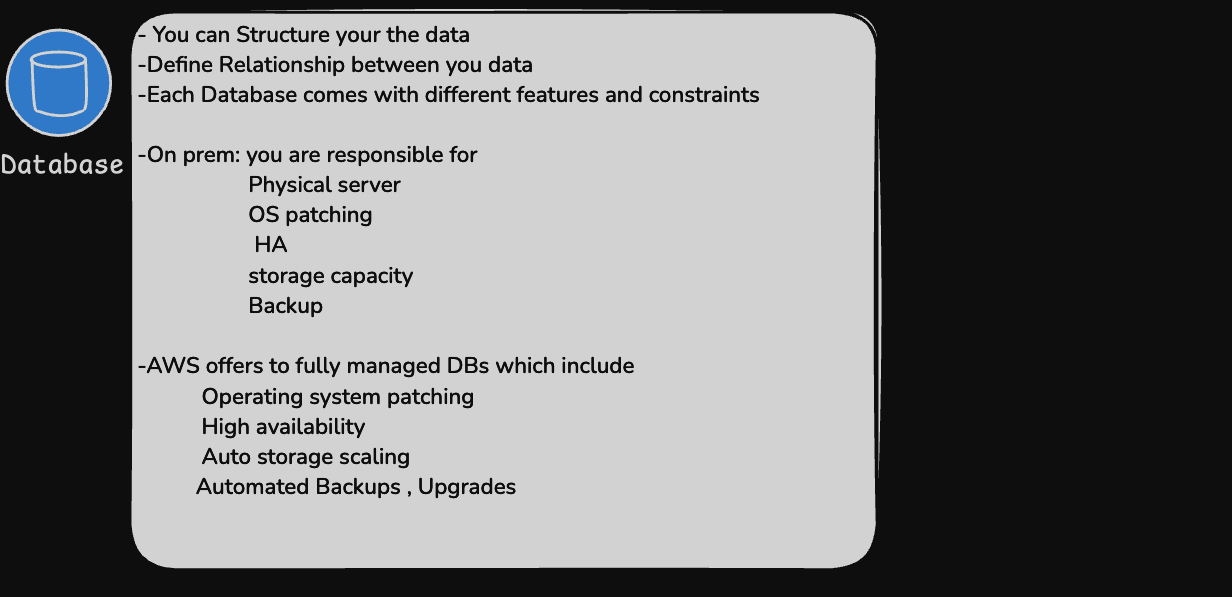 - You can Structure your the data
-Define Relationship between you data
-Each Database comes with different features and constraints
Database
-On prem: you are responsible for
Physical server
OS patching
HA
storage capacity
Backup
-AWS offers to fully managed DBs which include
Operating system patching
High availability
Auto storage scaling
Automated Backups , Upgrades